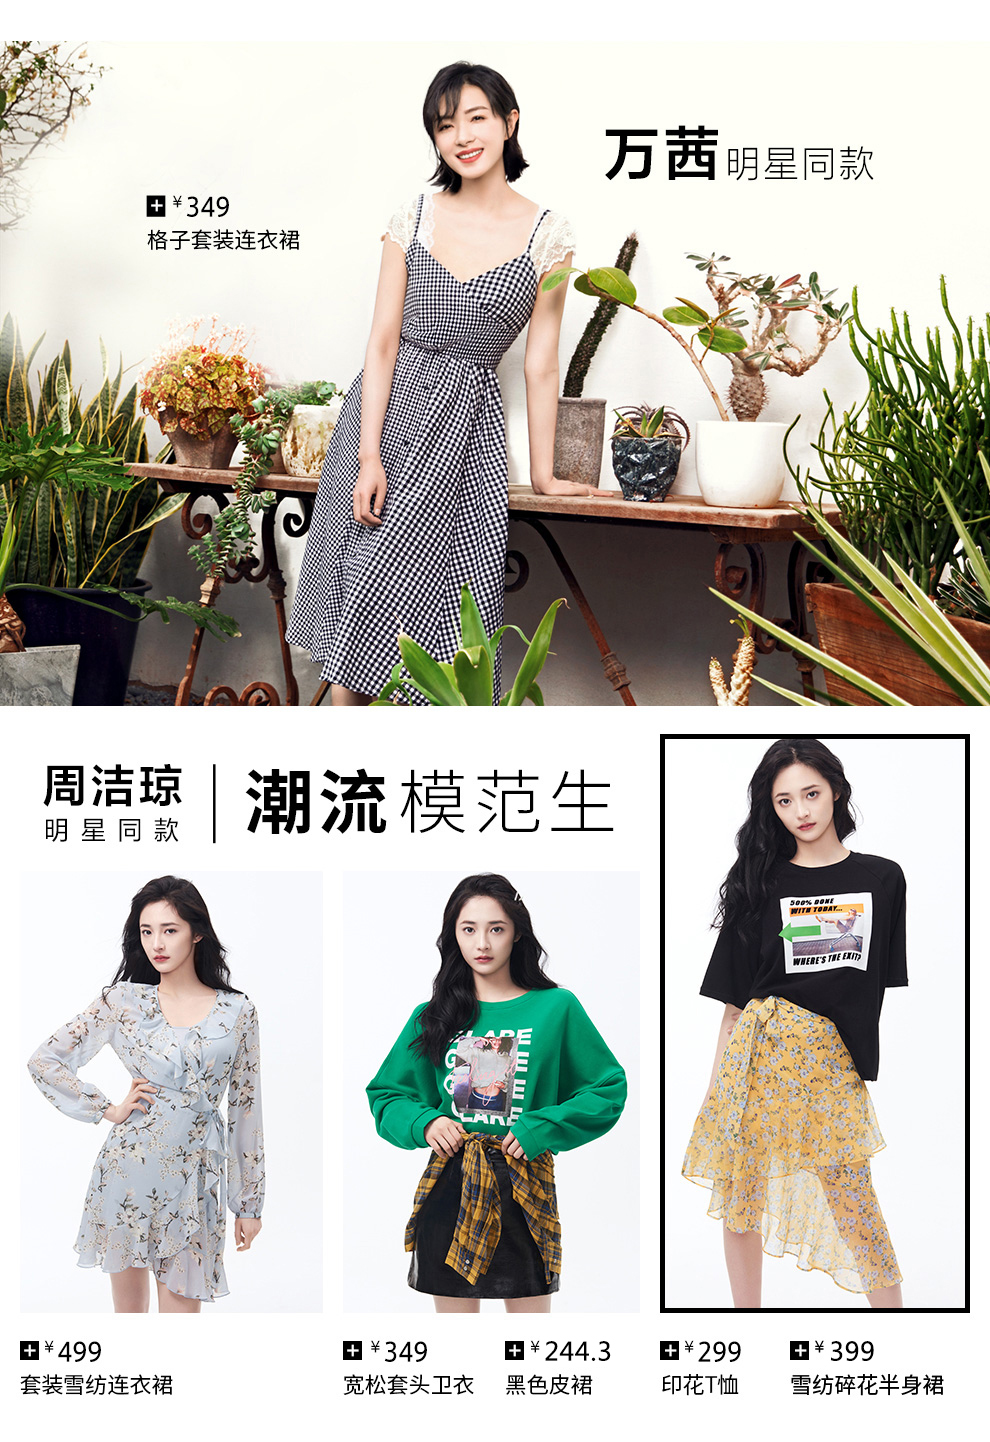 万茜明星同款
¥349
格子套装连衣裙
周洁琼
明星同款
潮流模范生
500% DONE
WITH TODAY...
WHERE'S THE EXIT?
¥499
套装雪纺连衣裙
¥349
宽松套头卫衣
¥244.3
黑色皮裙
¥299
印花T恤
¥399
雪纺碎花半身裙